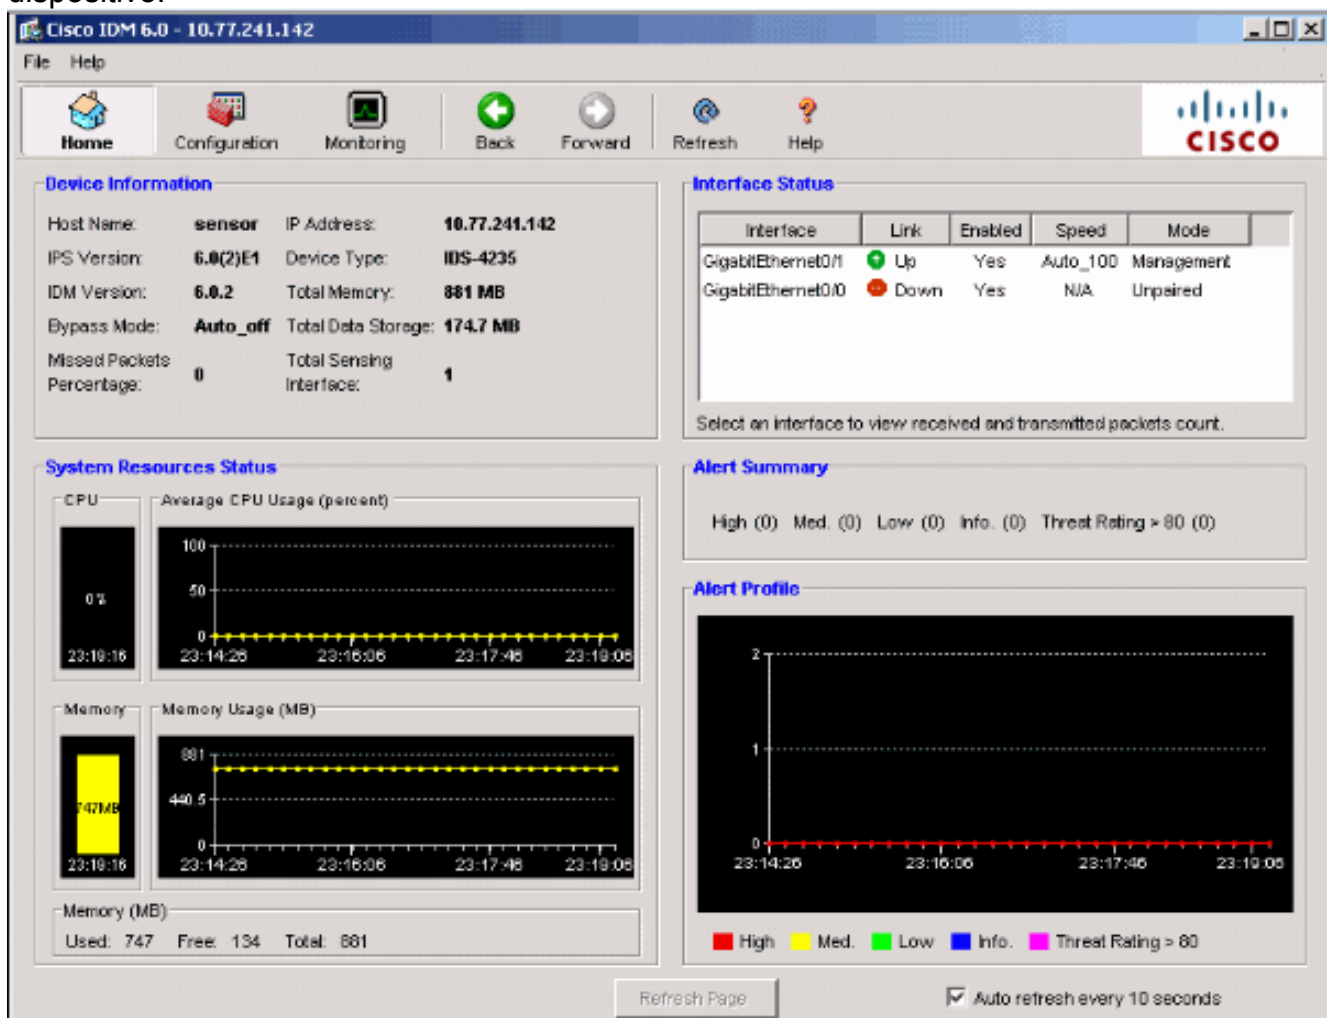 dispositivo.
Cisco IDM 6.0 - 10.77.241.142
File Help
Home Configuration Monitoring Back Forward Refresh Help
CISCO
Device Information
Host Name: sensor IP Address: 10.77.241.142
IPS Version: 6.0(2)E1 Device Type: IDS-4235
IDM Version: 6.0.2 Total Memory: 881 MB
Bypass Mode: Auto_off Total Data Storage: 174.7 MB
Missed Packets Percentage: 0 Total Sensing Interface: 1
Interface Status
Interface Link Enabled Speed Mode
GigabitEthernet0/1 Up Yes Auto_100 Management
GigabitEthernet0/0 Down Yes N/A Unpaired
Select an interface to view received and transmitted packets count.
System Resources Status
CPU
0%
23:19:16
Average CPU Usage (percent)
100
50
0
23:14:26 23:16:06 23:17:46 23:19:06
Memory
747MB
23:19:16
Memory Usage (MB)
881
440.5
0
23:14:26 23:16:06 23:17:46 23:19:06
Memory (MB)
Used: 747 Free: 134 Total: 881
Alert Summary
High (0) Med. (0) Low (0) Info. (0) Threat Rating > 80 (0)
Alert Profile
2
1
0
23:14:26 23:16:06 23:17:46 23:19:06
High Med. Low Info. Threat Rating > 80
Refresh Page
Auto refresh every 10 seconds